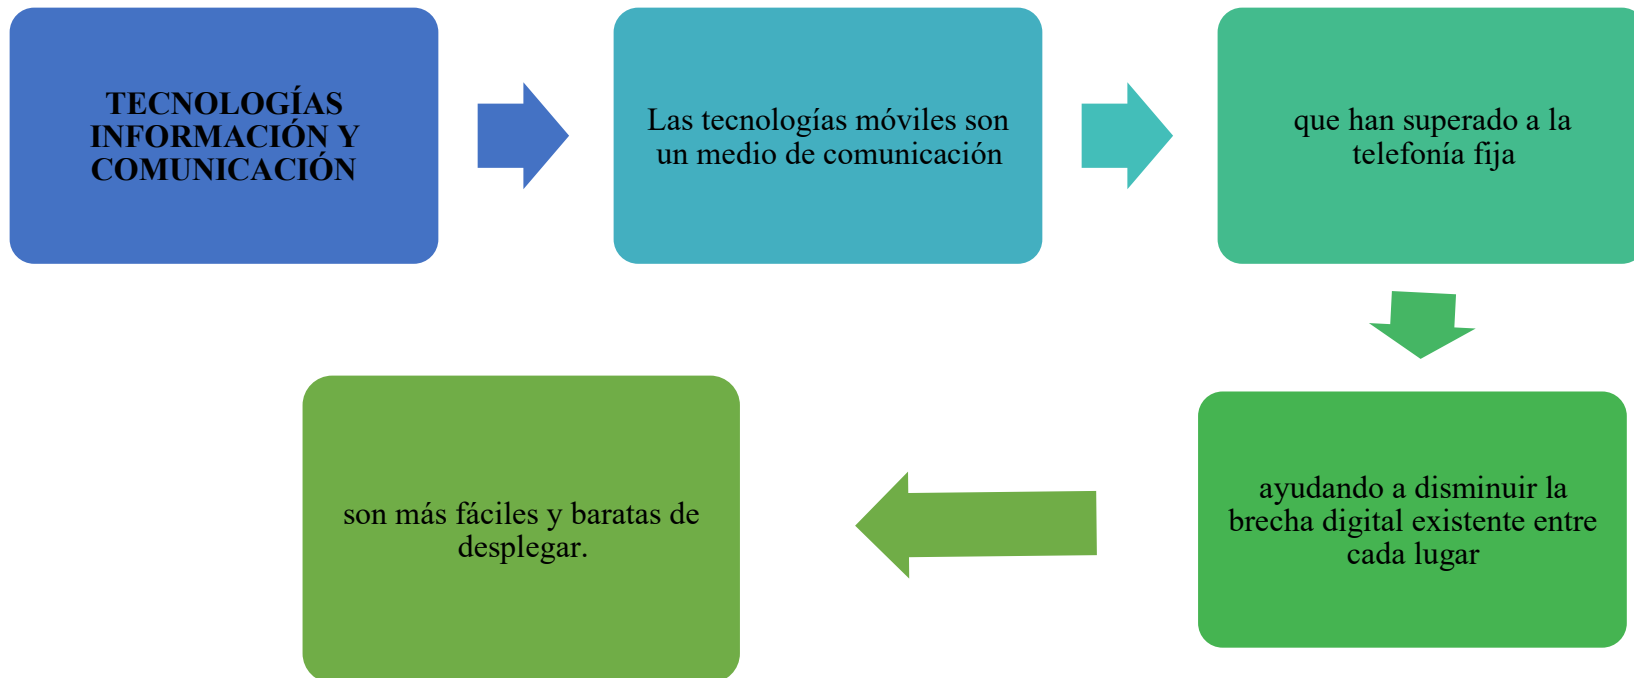 TECNOLOGÍAS
INFORMACIÓN Y
COMUNICACIÓN
Las tecnologías móviles son
un medio de comunicación
que han superado a la
telefonía fija
ayudando a disminuir la
brecha digital existente entre
cada lugar
son más fáciles y baratas de
desplegar.